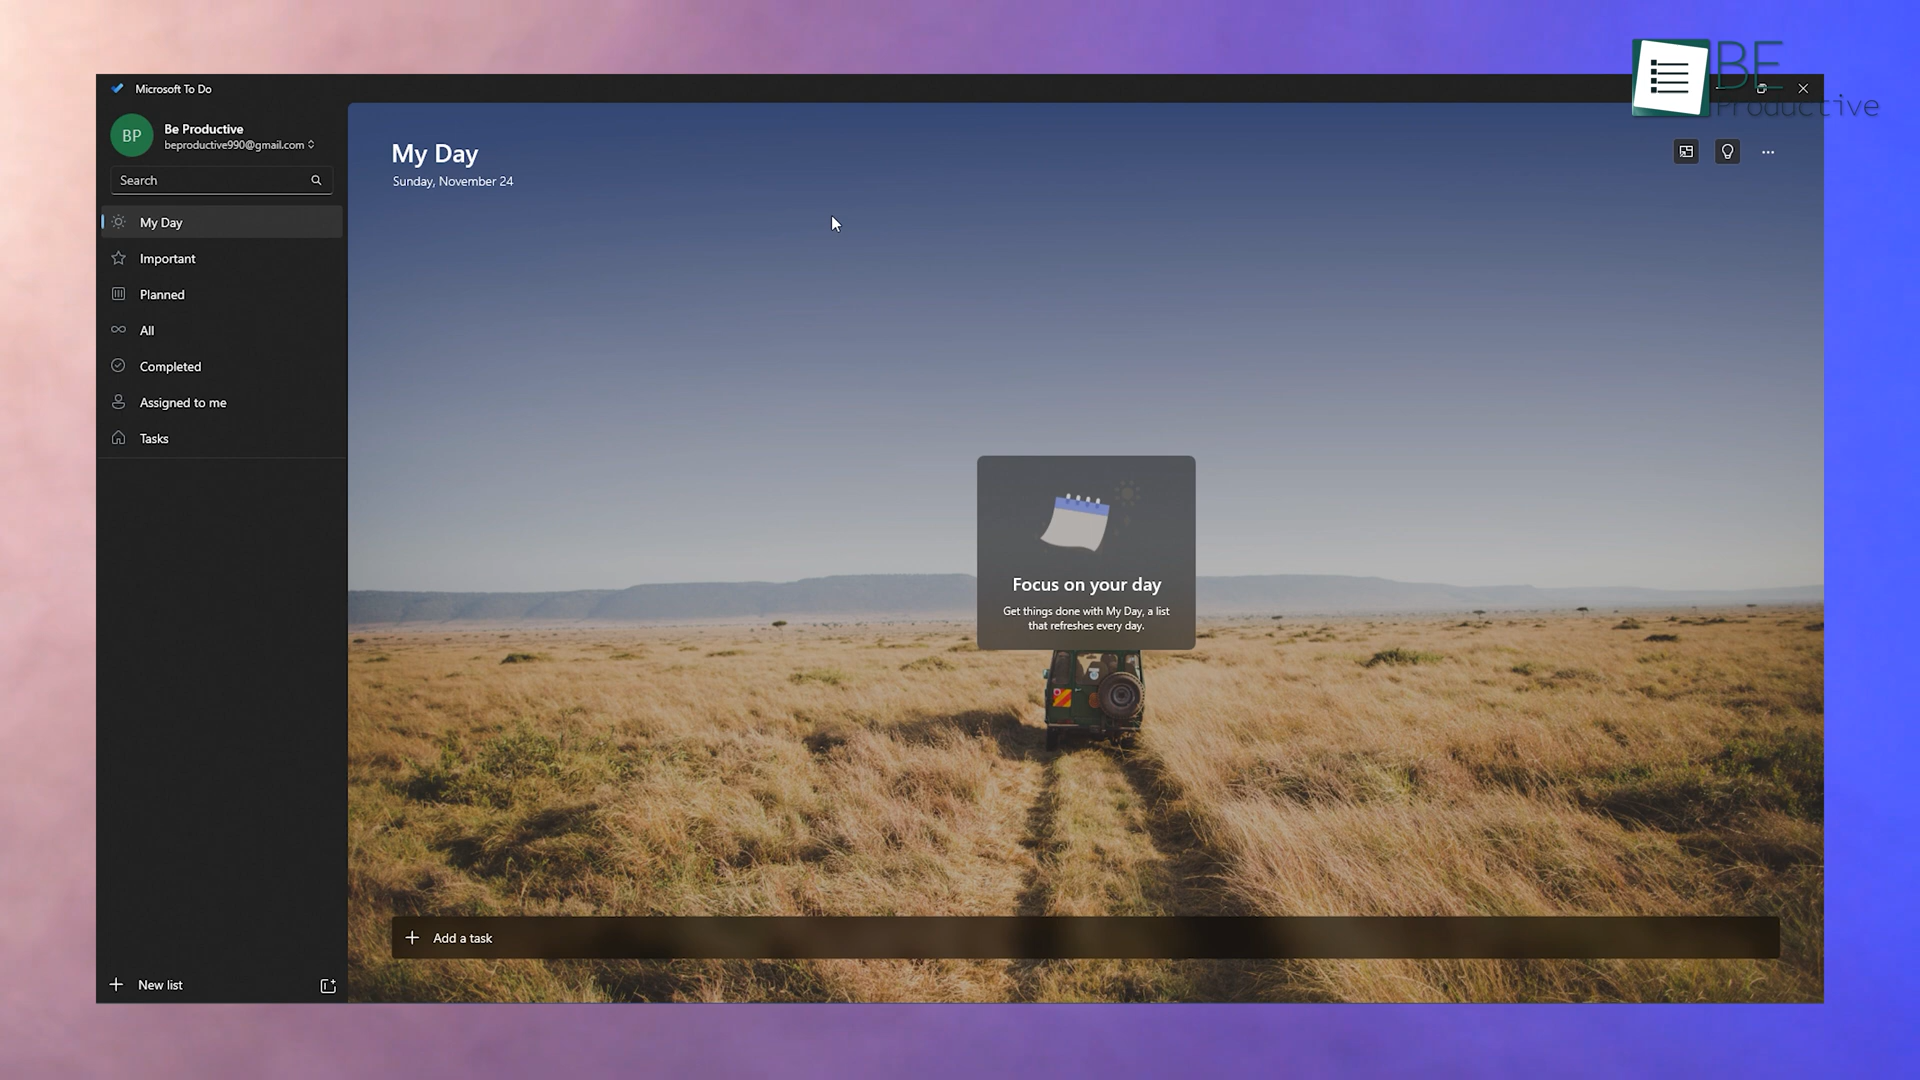 BE
Productive
Microsoft To Do
BP
Be Productive
beproductive990@gmail.com
Search
My Day
Important
Planned
All
Completed
Assigned to me
Tasks
New list
My Day
Sunday, November 24
Focus on your day
Get things done with My Day, a list
that refreshes every day.
Add a task